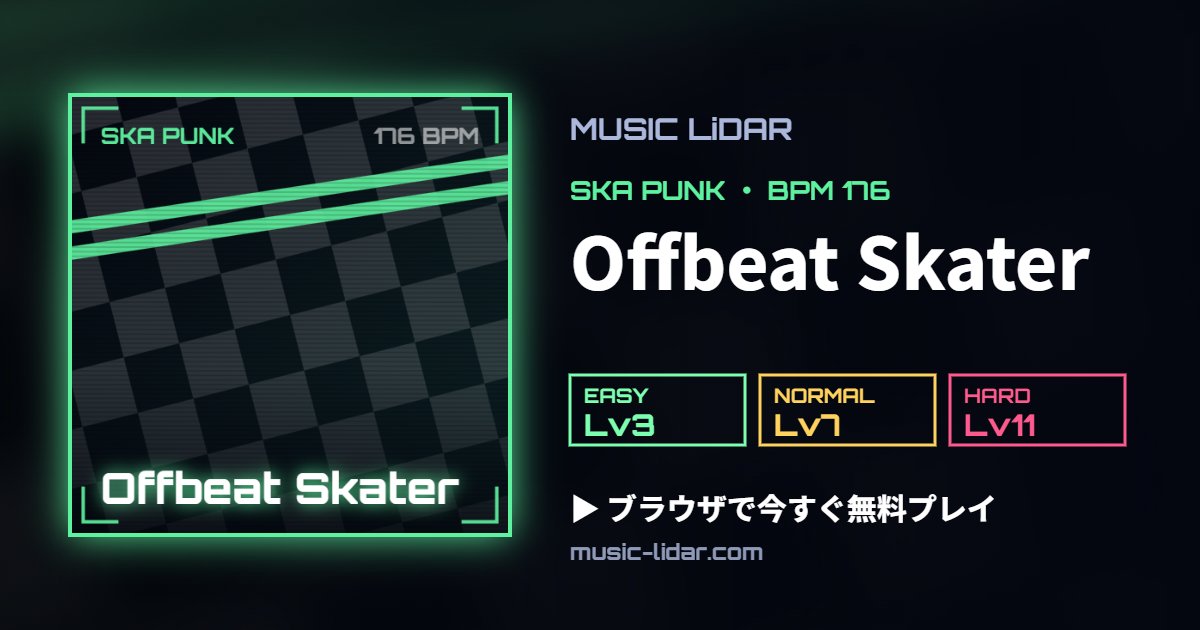 SKA PUNK
176 BPM
Offbeat Skater
MUSIC LiDAR
SKA PUNK • BPM 176
Offbeat Skater
EASY
Lv3
NORMAL
Lv7
HARD
Lv11
▶ ブラウザで今すぐ無料プレイ
music-lidar.com